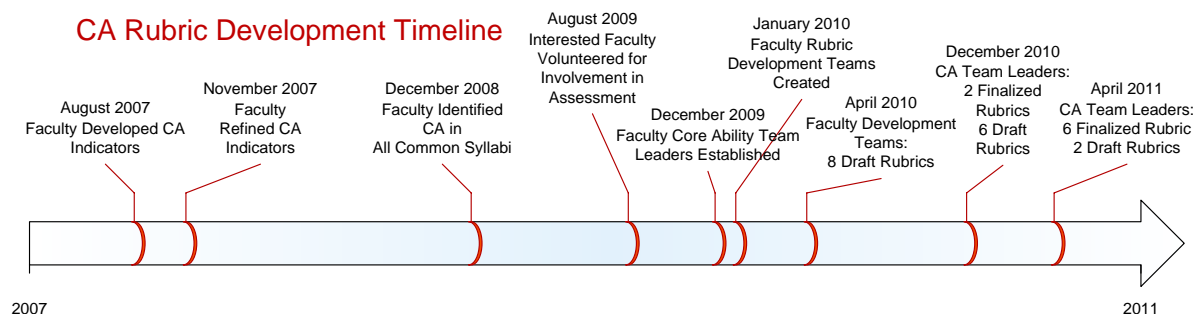 CA Rubric Development Timeline
August 2007
Faculty Developed CA
Indicators
November 2007
Faculty
Refined CA
Indicators
December 2008
Faculty Identified
CA in
All Common Syllabi
August 2009
Interested Faculty
Volunteered for
Involvement in
Assessment
December 2009
Faculty Core Ability Team
Leaders Established
January 2010
Faculty Rubric
Development Teams
Created
April 2010
Faculty Development
Teams:
8 Draft Rubrics
December 2010
CA Team Leaders:
2 Finalized
Rubrics
6 Draft
Rubrics
April 2011
CA Team Leaders:
6 Finalized Rubric
2 Draft Rubrics
2007
2011